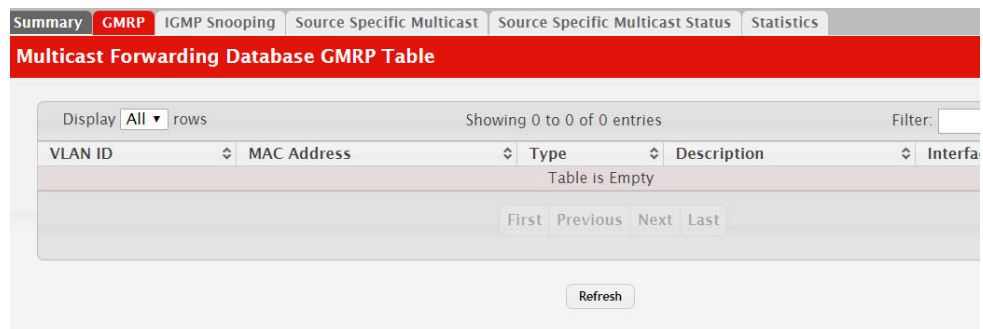 Summary GMRP IGMP Snooping Source Specific Multicast Source Specific Multicast Status Statistics
Multicast Forwarding Database GMRP Table
Display All rows Showing 0 to 0 of 0 entries Filter:
VLAN ID MAC Address Type Description Interfa
Table is Empty
First Previous Next Last
Refresh